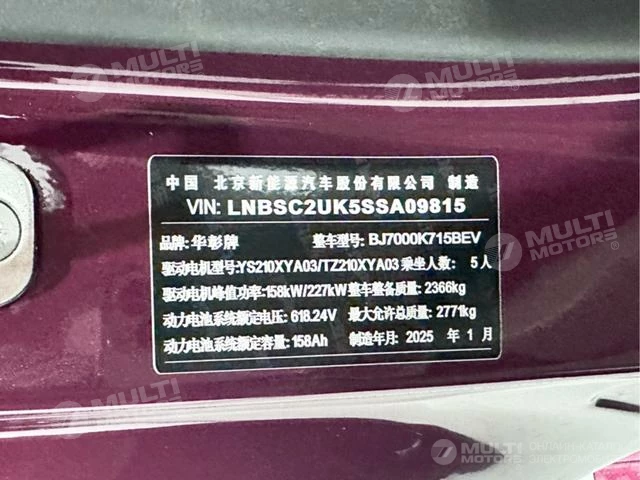 MULTI MOTORS
MULTI MOTORS
中国 北京新能源汽车股份有限公司 制造
VIN: LNBSC2UK5SSA09815
品牌: 华彰牌 整车型号: BJ7000K715BEV
驱动电机型号:YS210XYA03/TZ210XYA03 乘坐人数: 5人
驱动电机峰值功率:158kW/227kW 整车整备质量: 2366kg
动力电池系统额定电压: 618.24V 最大允许总质量: 2771kg
动力电池系统额定容量:158Ah 制造年月: 2025 年 1 月
MULTI MOTORS
MULTI MOTORS
MULTI MOTORS